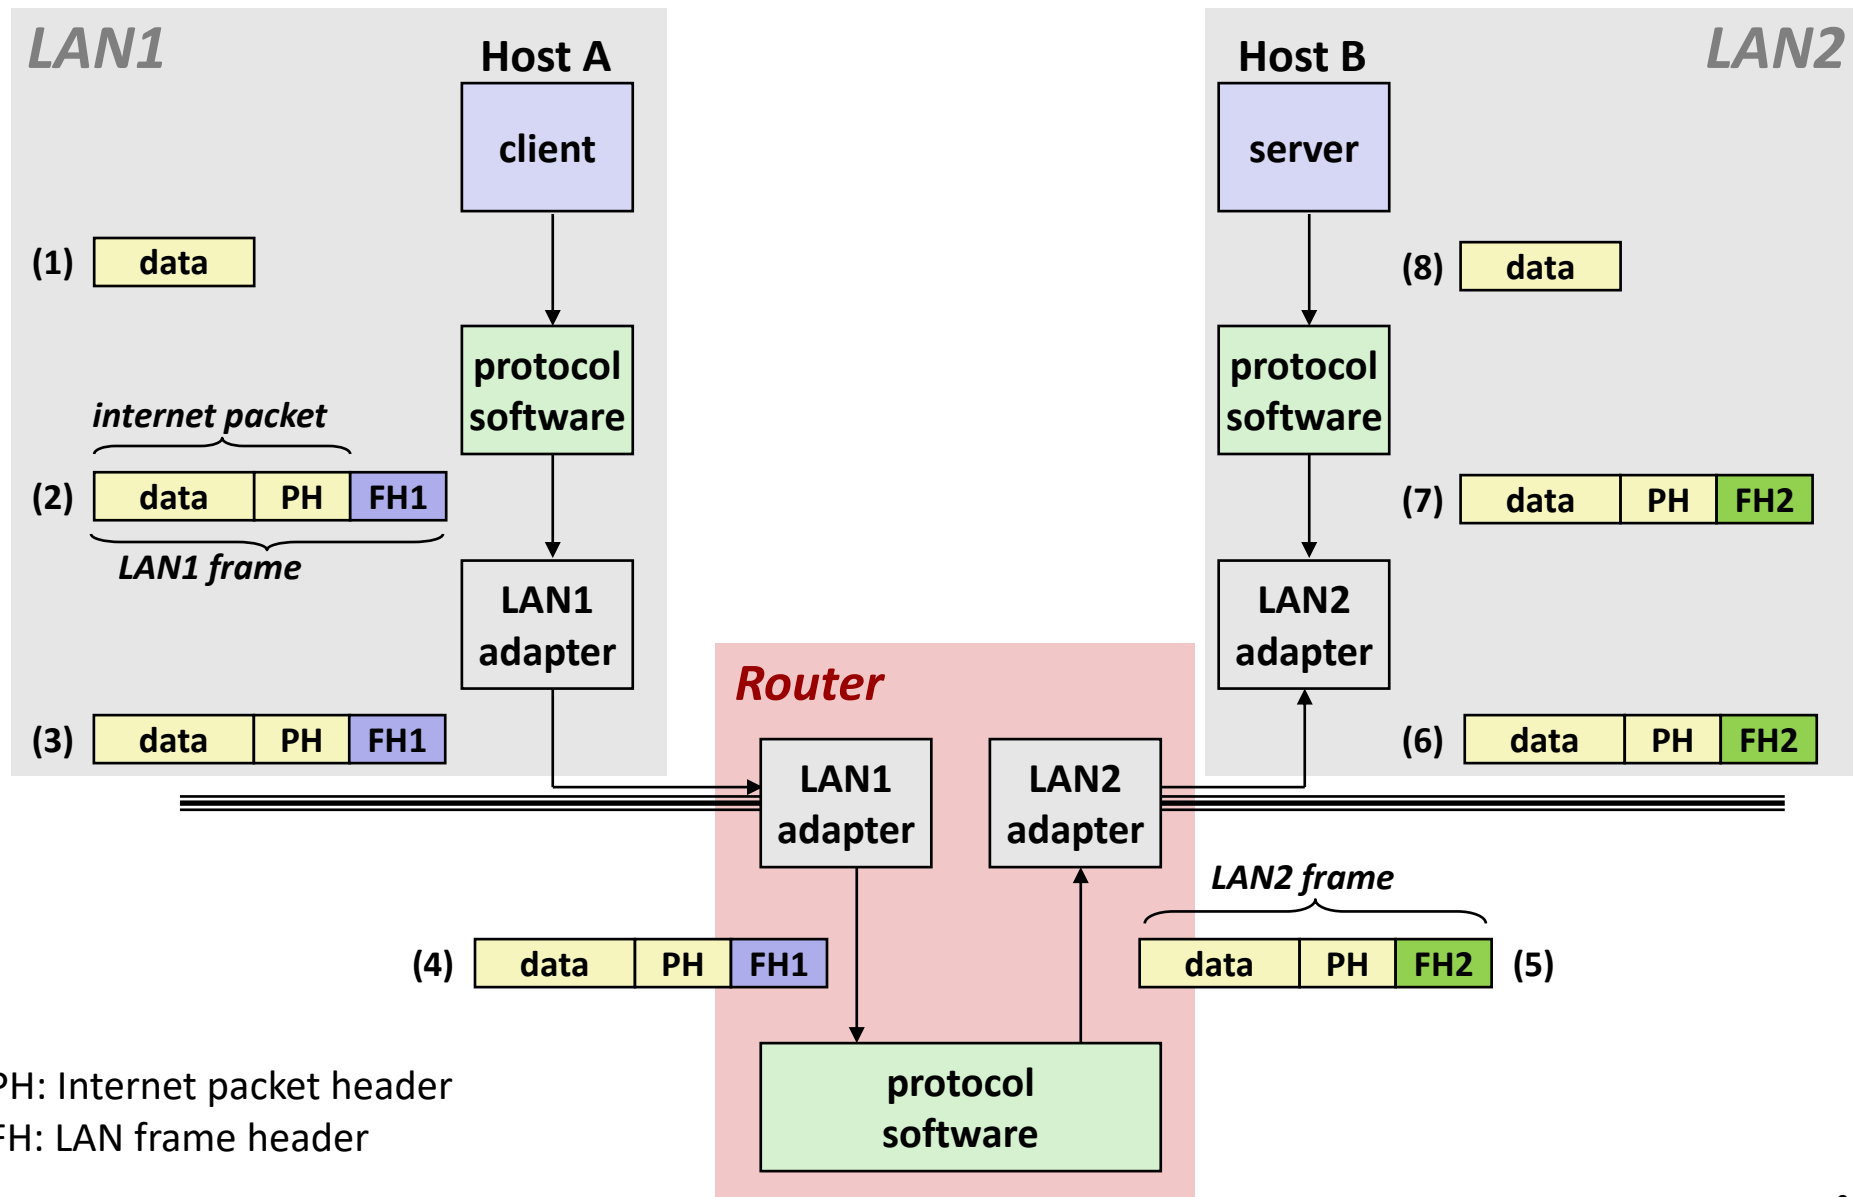 LAN1
Host A
client
(1) data
protocol
software
internet packet
(2) data PH FH1
LAN1 frame
LAN1
adapter
(3) data PH FH1
Router
LAN1
adapter
LAN2
adapter
(4) data PH FH1
LAN2 frame
data PH FH2 (5)
protocol
software
LAN2
Host B
server
(8) data
protocol
software
(7) data PH FH2
LAN2
adapter
(6) data PH FH2
PH: Internet packet header
FH: LAN frame header